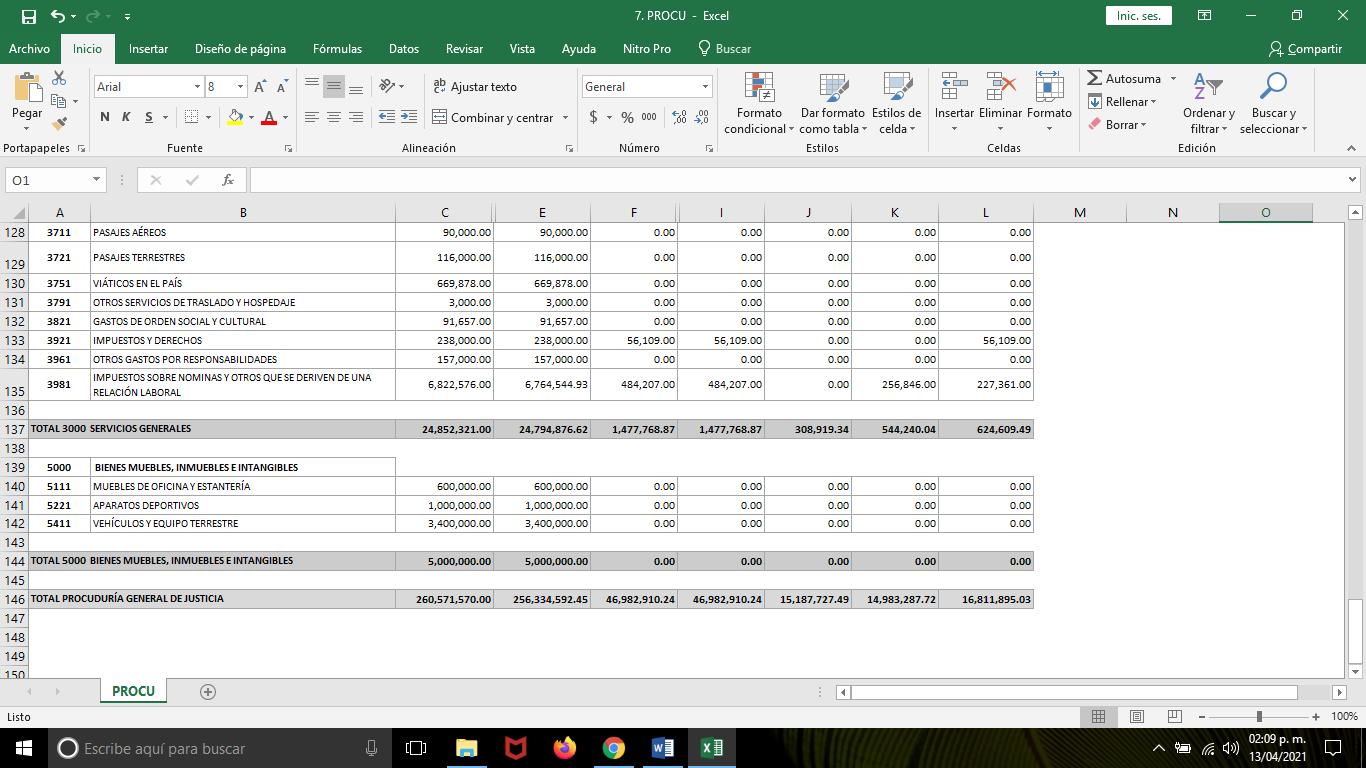 7. PROCU - Excel
Inic. ses.
Archivo Inicio Insertar Diseño de página Fórmulas Datos Revisar Vista Ayuda Nitro Pro Buscar Compartir
Pegar
Arial 8
N K S
Ajustar texto
Combinar y centrar
General
$ % 000
Formato condicional
Dar formato como tabla
Estilos de celda
Insertar Eliminar Formato
Autosuma
Rellenar
Borrar
Ordenar y filtrar
Buscar y seleccionar
Portapapeles Fuente Alineación Número Estilos Celdas Edición
O1 fx
A B C E F I J K L M N O
128 3711 PASAJES AÉREOS 90,000.00 90,000.00 0.00 0.00 0.00 0.00 0.00
129 3721 PASAJES TERRESTRES 116,000.00 116,000.00 0.00 0.00 0.00 0.00 0.00
130 3751 VIÁTICOS EN EL PAÍS 669,878.00 669,878.00 0.00 0.00 0.00 0.00 0.00
131 3791 OTROS SERVICIOS DE TRASLADO Y HOSPEDAJE 3,000.00 3,000.00 0.00 0.00 0.00 0.00 0.00
132 3821 GASTOS DE ORDEN SOCIAL Y CULTURAL 91,657.00 91,657.00 0.00 0.00 0.00 0.00 0.00
133 3921 IMPUESTOS Y DERECHOS 238,000.00 238,000.00 56,109.00 56,109.00 0.00 0.00 56,109.00
134 3961 OTROS GASTOS POR RESPONSABILIDADES 157,000.00 157,000.00 0.00 0.00 0.00 0.00 0.00
135 3981 IMPUESTOS SOBRE NOMINAS Y OTROS QUE SE DERIVEN DE UNA
RELACIÓN LABORAL 6,822,576.00 6,764,544.93 484,207.00 484,207.00 0.00 256,846.00 227,361.00
136
137 TOTAL 3000 SERVICIOS GENERALES 24,852,321.00 24,794,876.62 1,477,768.87 1,477,768.87 308,919.34 544,240.04 624,609.49
138
139 5000 BIENES MUEBLES, INMUEBLES E INTANGIBLES
140 5111 MUEBLES DE OFICINA Y ESTANTERÍA 600,000.00 600,000.00 0.00 0.00 0.00 0.00 0.00
141 5221 APARATOS DEPORTIVOS 1,000,000.00 1,000,000.00 0.00 0.00 0.00 0.00 0.00
142 5411 VEHÍCULOS Y EQUIPO TERRESTRE 3,400,000.00 3,400,000.00 0.00 0.00 0.00 0.00 0.00
143
144 TOTAL 5000 BIENES MUEBLES, INMUEBLES E INTANGIBLES 5,000,000.00 5,000,000.00 0.00 0.00 0.00 0.00 0.00
145
146 TOTAL PROCUDURÍA GENERAL DE JUSTICIA 260,571,570.00 256,334,592.45 46,982,910.24 46,982,910.24 15,187,727.49 14,983,287.72 16,811,895.03
147
148
149
150
PROCU
Listo
100%
Escribe aquí para buscar
02:09 p. m.
13/04/2021